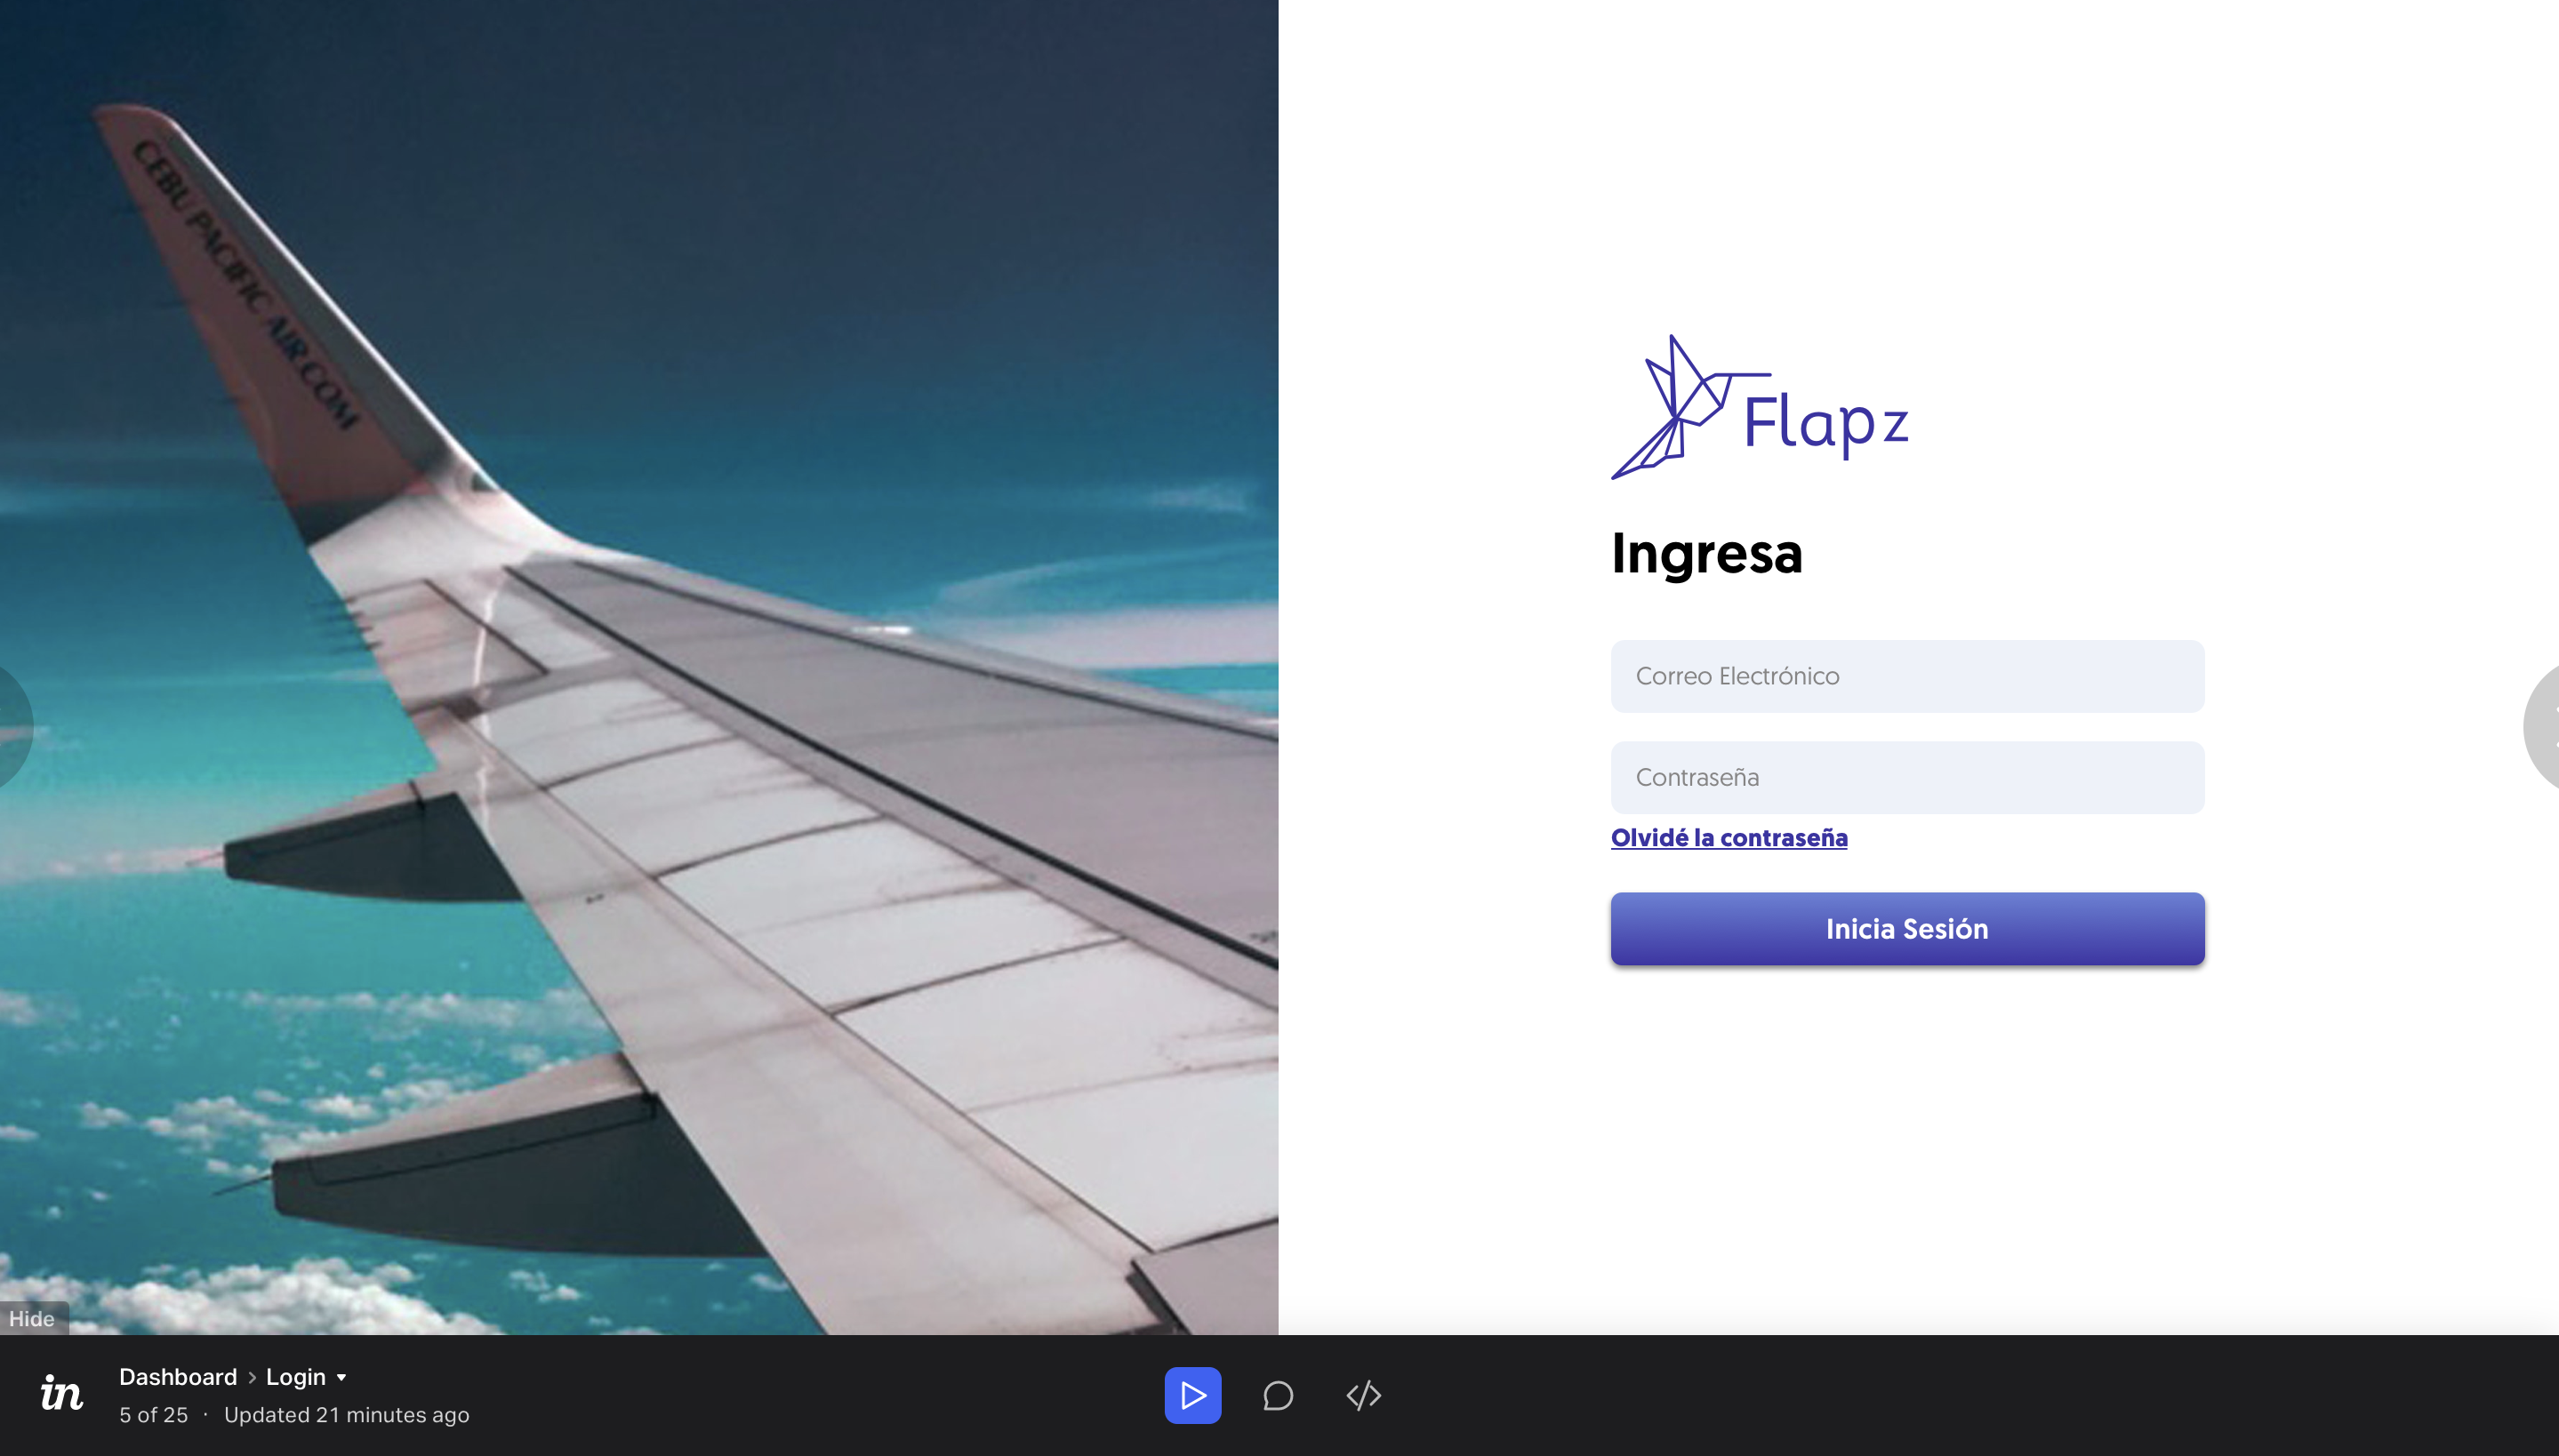 CEBU PACIFIC AIR.COM
Flapz
Ingresa
Correo Electrónico
Contraseña
Olvidé la contraseña
Inicia Sesión
Hide
in
Dashboard > Login
5 of 25 · Updated 21 minutes ago